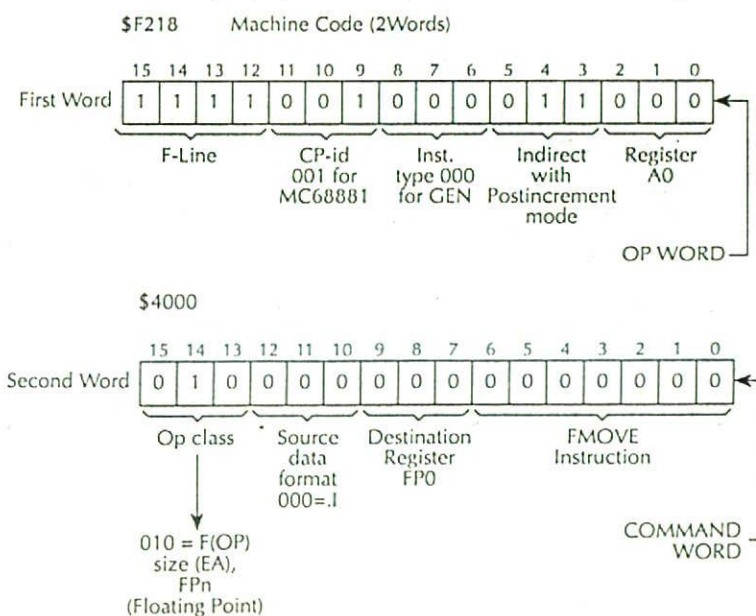 $F218 Machine Code (2Words)
15 14 13 12 11 10 9 8 7 6 5 4 3 2 1 0
First Word 1 1 1 1 0 0 1 0 0 0 0 1 1 0 0 0
F-Line CP-id Inst. Indirect Register
001 for type 000 with A0
MC68881 for GEN Postincrement
mode
OP WORD
$4000
15 14 13 12 11 10 9 8 7 6 5 4 3 2 1 0
Second Word 0 1 0 0 0 0 0 0 0 0 0 0 0 0 0 0
Op class Source Destination FMOVE
data Register Instruction
format FP0
000=.I
010 = F(OP)
size (EA),
FPn
(Floating Point)
COMMAND
WORD